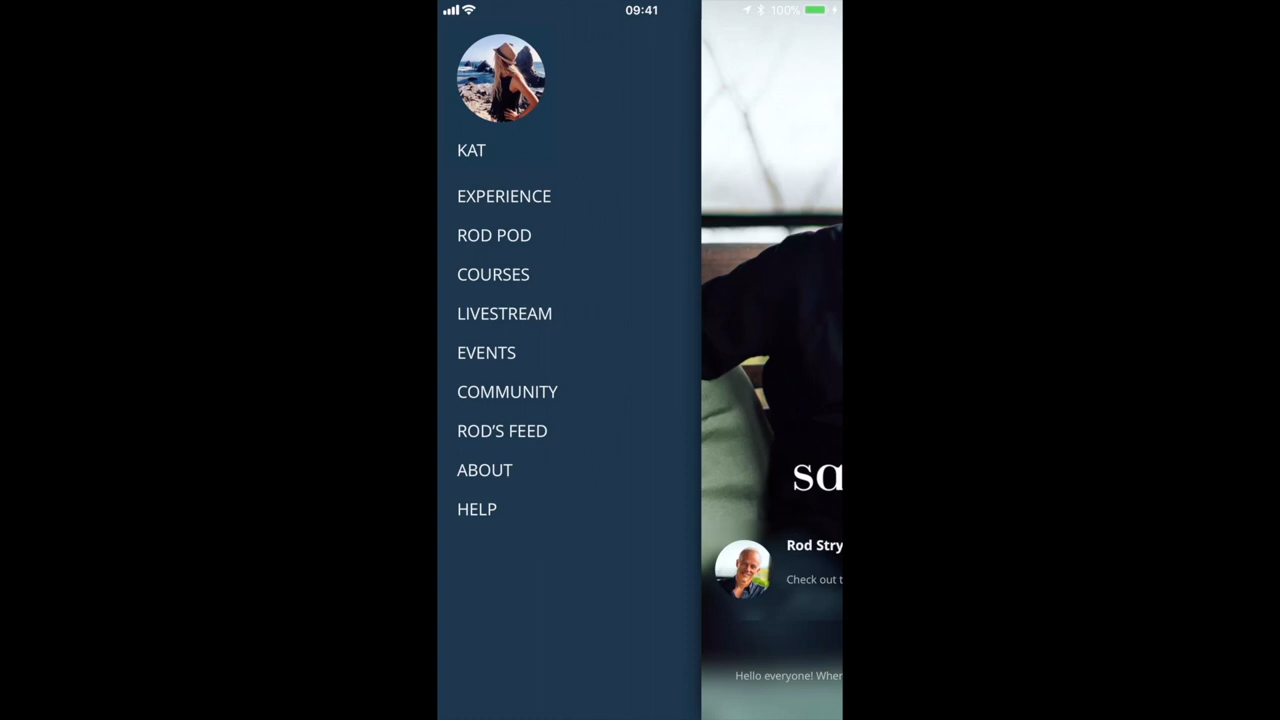 09:41
100%
KAT
EXPERIENCE
ROD POD
COURSES
LIVESTREAM
EVENTS
COMMUNITY
ROD'S FEED
ABOUT
HELP
sa
Rod Stry
Check out t
Hello everyone! Wher